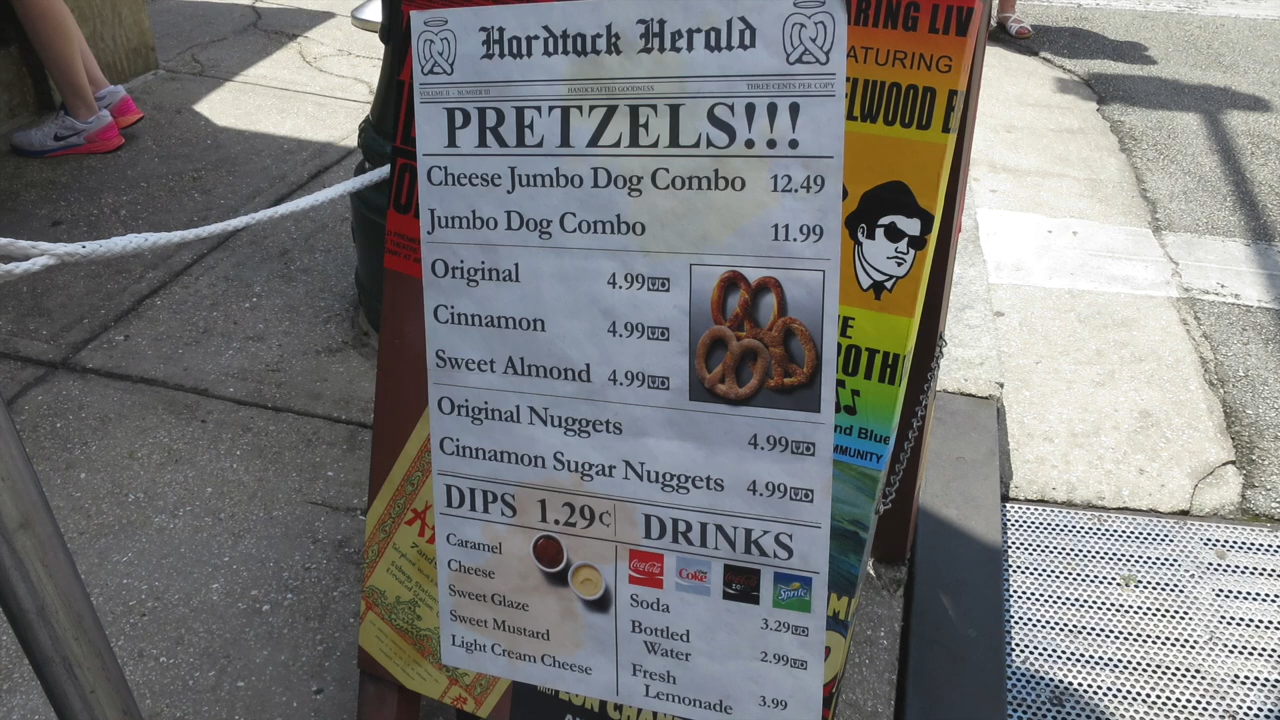 Hardtack Herald
VOLUME II - NUMBER III HANDCRAFTED GOODNESS THREE CENTS PER COPY
PRETZELS!!!
Cheese Jumbo Dog Combo 12.49
Jumbo Dog Combo 11.99
Original 4.99
Cinnamon 4.99
Sweet Almond 4.99
Original Nuggets 4.99
Cinnamon Sugar Nuggets 4.99
DIPS 1.29¢
Caramel
Cheese
Sweet Glaze
Sweet Mustard
Light Cream Cheese
DRINKS
Coca-Cola Coke Sprite
Soda 3.29
Bottled
Water 2.99
Fresh
Lemonade 3.99
RING LIV
ATURING
ELWOOD B
ROTH
nd Blue
MMUNITY